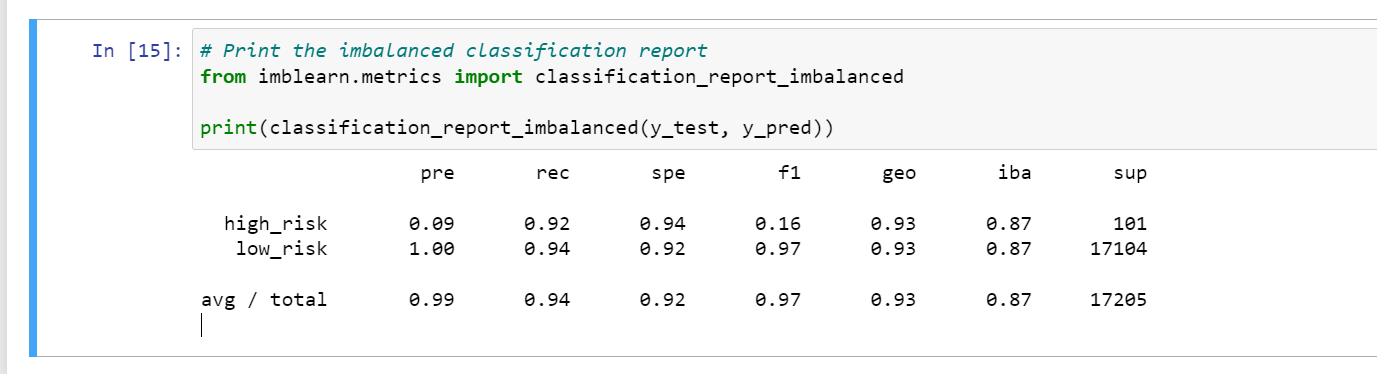 In [15]: # Print the imbalanced classification report
from imblearn.metrics import classification_report_imbalanced
print(classification_report_imbalanced(y_test, y_pred))
pre rec spe f1 geo iba sup
high_risk 0.09 0.92 0.94 0.16 0.93 0.87 101
low_risk 1.00 0.94 0.92 0.97 0.93 0.87 17104
avg / total 0.99 0.94 0.92 0.97 0.93 0.87 17205